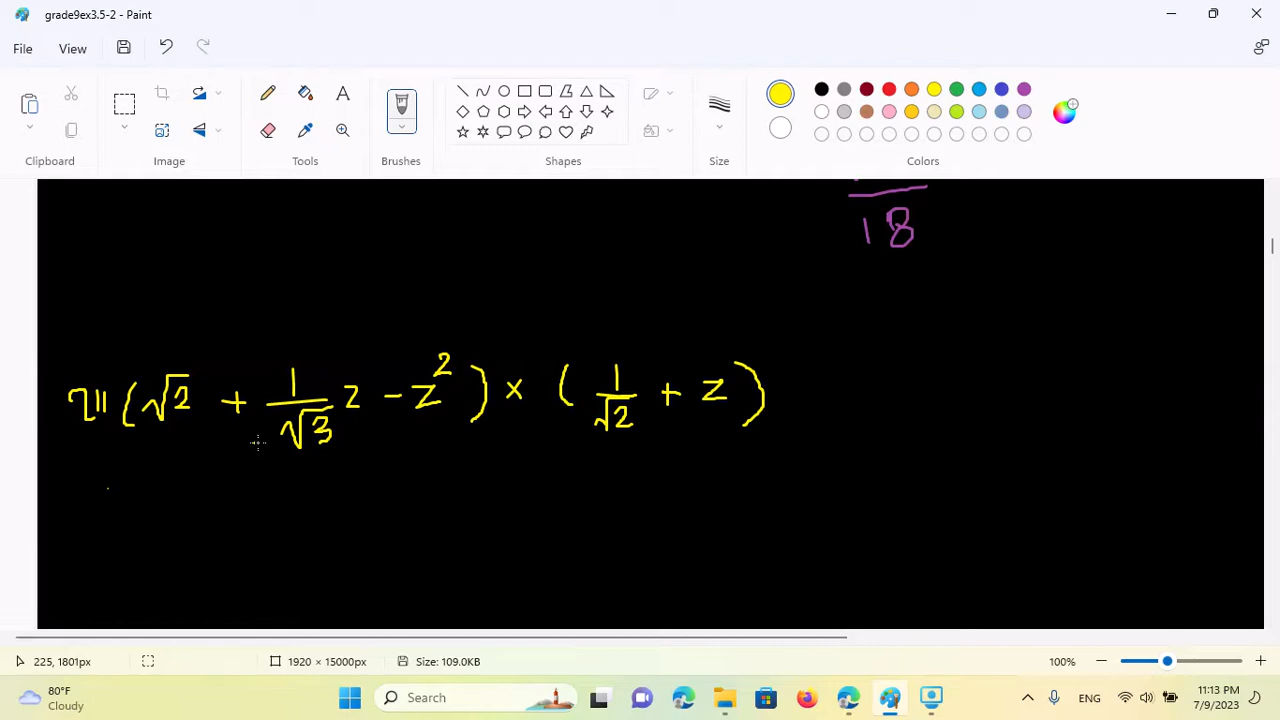 grade9ex3.5-2 - Paint
File View
Clipboard Image Tools Brushes Shapes Size Colors
18
(√2 + 1/√3 z - z²) × (1/√2 + z)
225, 1801px 1920 × 15000px Size: 109.0KB 100%
80°F
Cloudy
Search
ENG
11:13 PM
7/9/2023